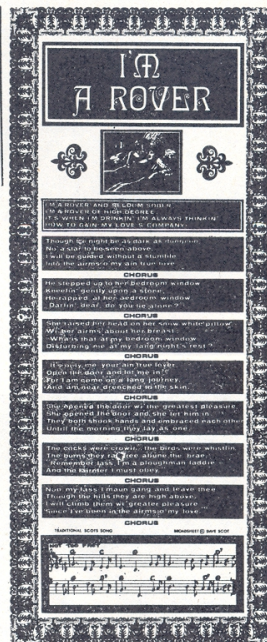 I'M
A ROVER
I'M A ROVER AND SELDOM SOBER
I'M A ROVER OF HIGH DEGREE
IT'S WHEN I'M DRINKIN' I'M ALWAYS THINKIN'
HOW TO GAIN MY LOVE'S COMPANY
Though the night be as dark as dungeon
No' a star to be seen above
I will be guided without a stumble
Into the airms o' my ain true love
CHORUS
He stepped up to her bedroom window
Kneelin' gently upon a stone
He rapped at her bedroom window
"Darlin' dear, do you lie alone?"
CHORUS
She raised her head on her snow white pillow
Wi' her airms about her breast
"Wha is that at my bedroom window
Disturbing me at my lang night's rest?"
CHORUS
"It's only me your ain true lover
Open the door and let me in
For I am come on a lang journey
And am near drenched to the skin."
CHORUS
She opened the door wi' the greatest pleasure
She opened the door and she let him in
They both shook hands and embraced each other
Until the morning they lay as one
CHORUS
The cocks were crawin', the birds were whistlin'
The burns they ran free abune the brae
"Remember lass I'm a ploughman laddie
And the farmer I must obey."
CHORUS
Noo my lass I maun gang and leave thee
Though the hills they are high above
I will climb them wi' greater pleasure
Since I've been in the airms o' my love
CHORUS
TRADITIONAL SCOTS SONG
BROADSHEET © DAVE SCOT